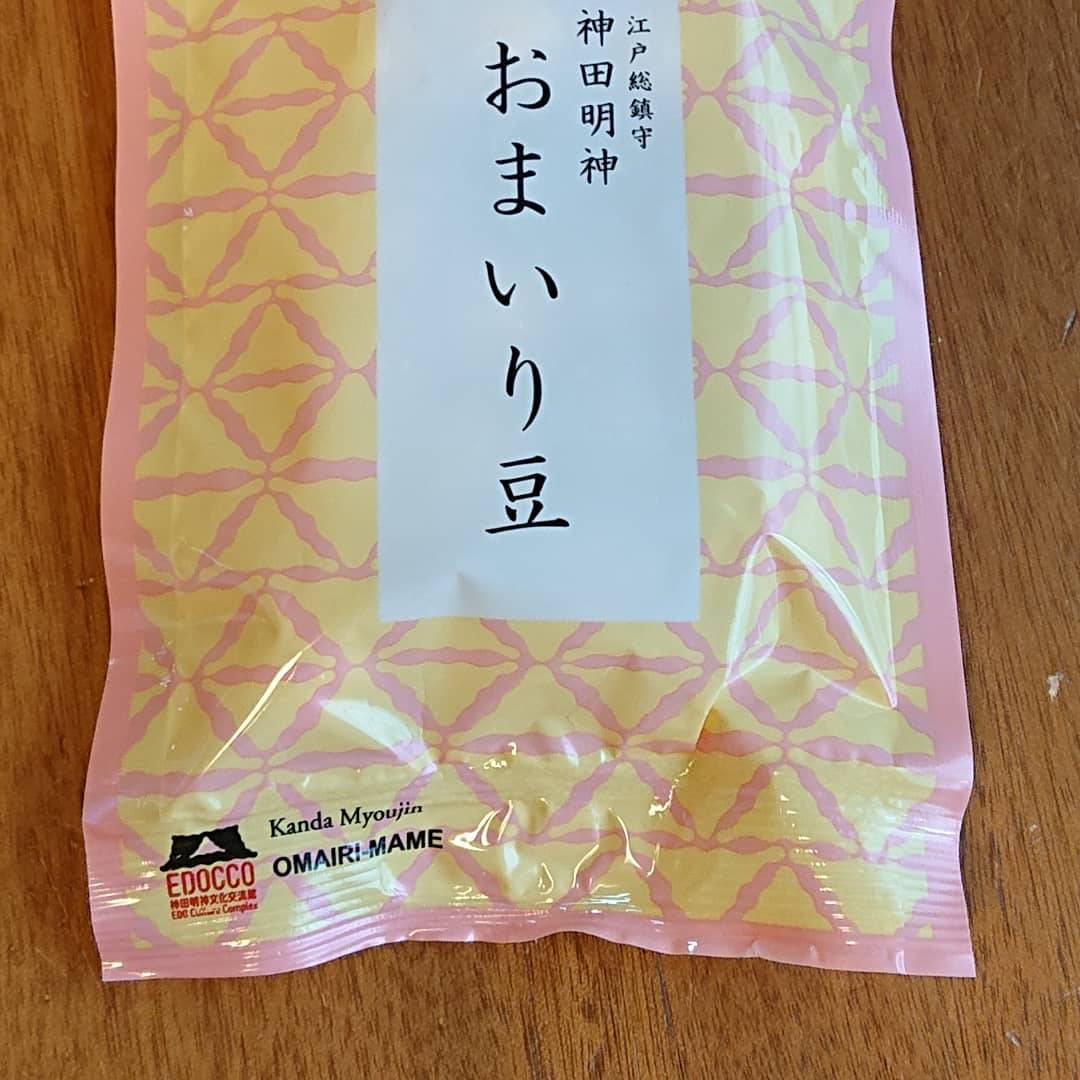 江戸総鎮守
神田明神
おまいり豆
Kanda Myoujin
OMAIRI-MAME
EDOCCO
神田明神文化交流館
EDO Culture Complex